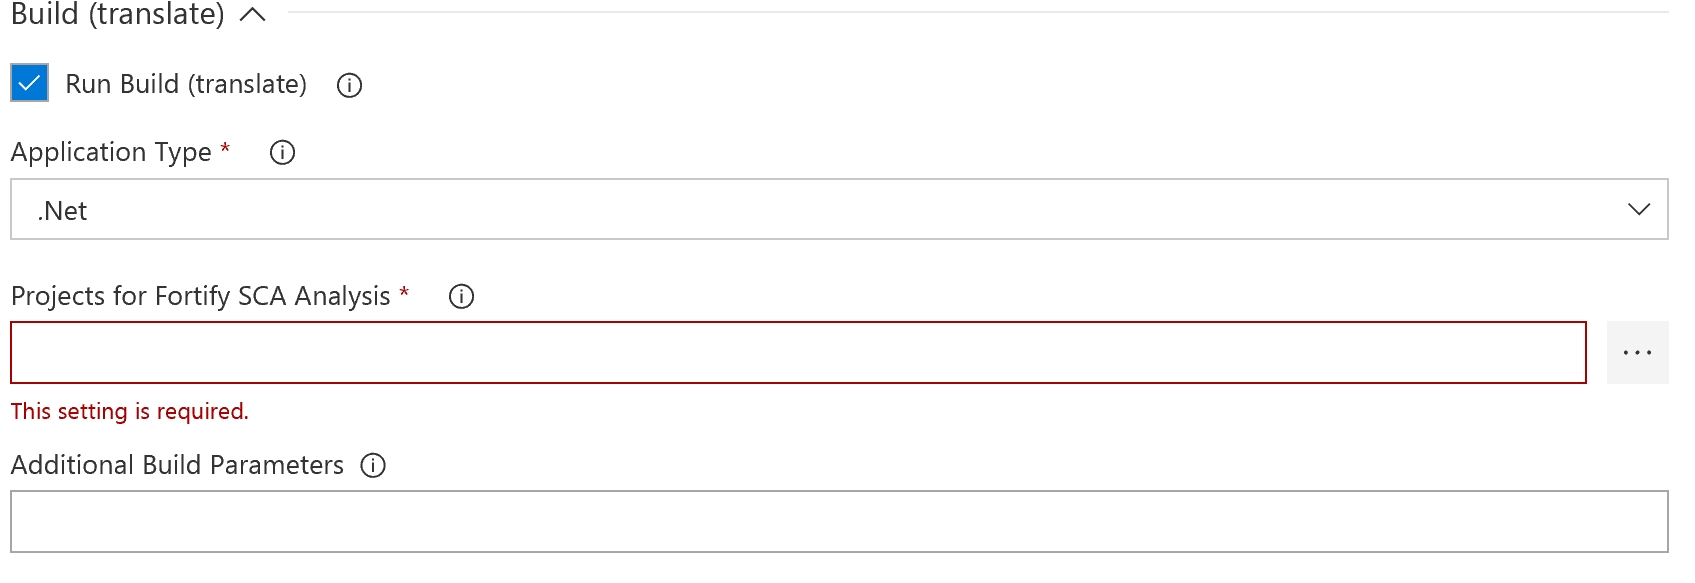 Build (translate)
Run Build (translate)
Application Type *
.Net
Projects for Fortify SCA Analysis *
...
This setting is required.
Additional Build Parameters